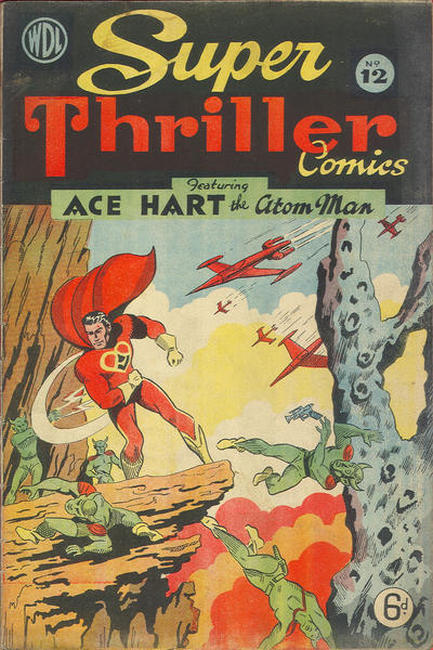 WDL
Super
Nº 12
Thriller
Comics
Featuring
ACE HART the Atom Man
6d